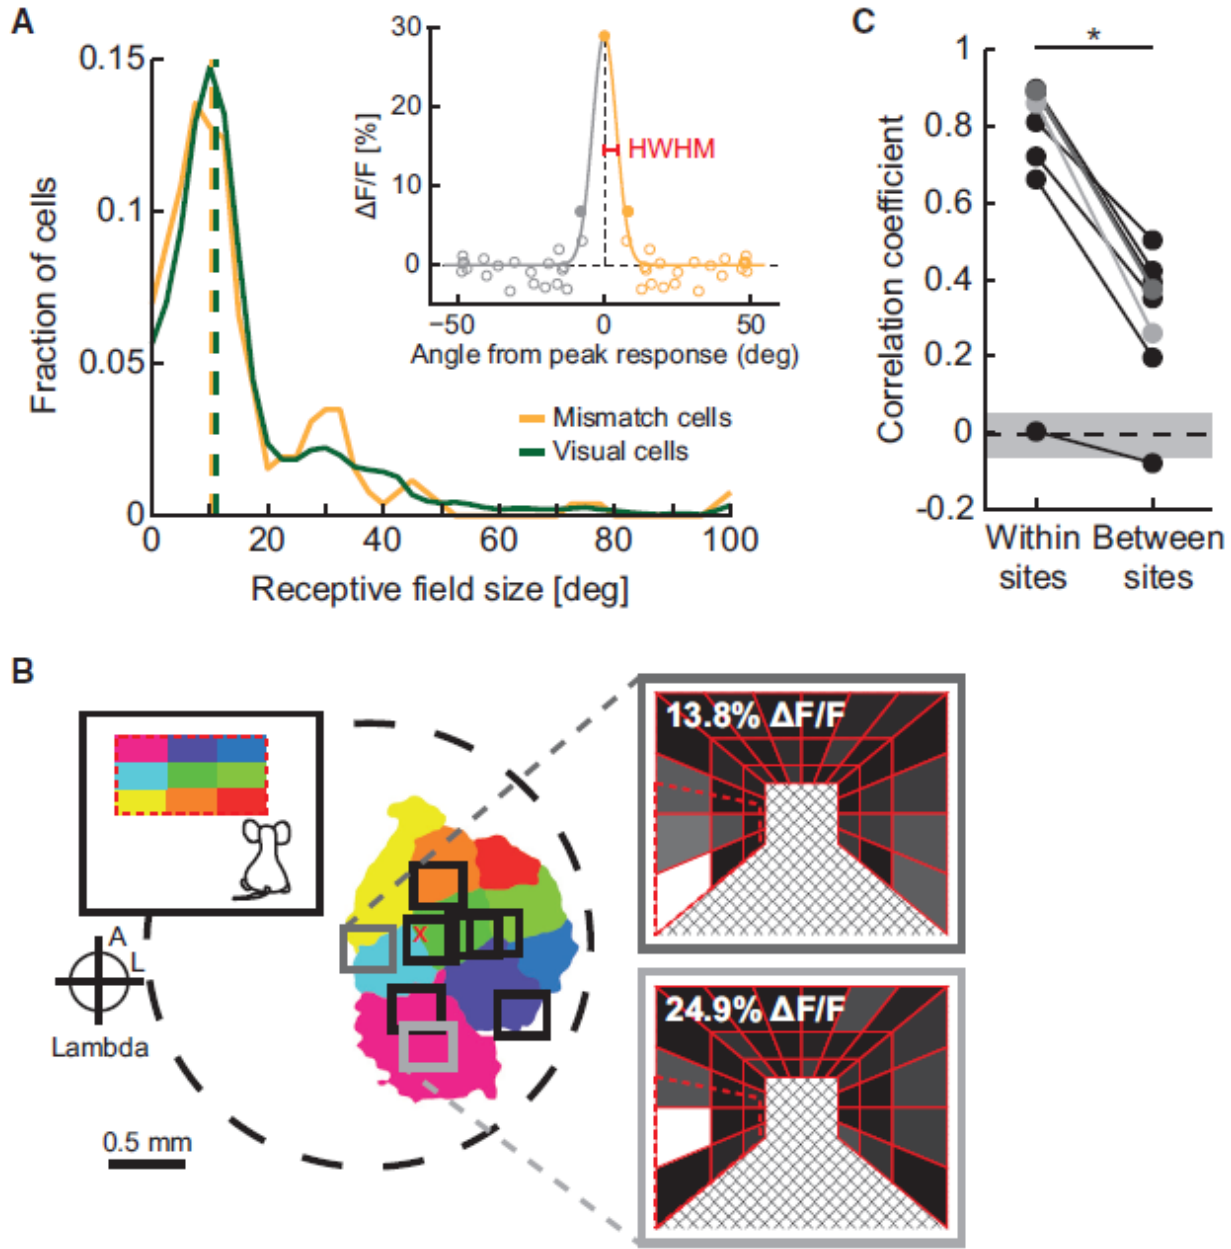 A
0.15
0.1
0.05
0
Fraction of cells
0 20 40 60 80 100
Receptive field size [deg]
30
20
10
0
ΔF/F [%]
HWHM
−50 0 50
Angle from peak response (deg)
Mismatch cells
Visual cells
C
*
1
0.8
0.6
0.4
0.2
0
-0.2
Correlation coefficient
Within Between
sites sites
B
A
L
Lambda
0.5 mm
X
13.8% ΔF/F
24.9% ΔF/F